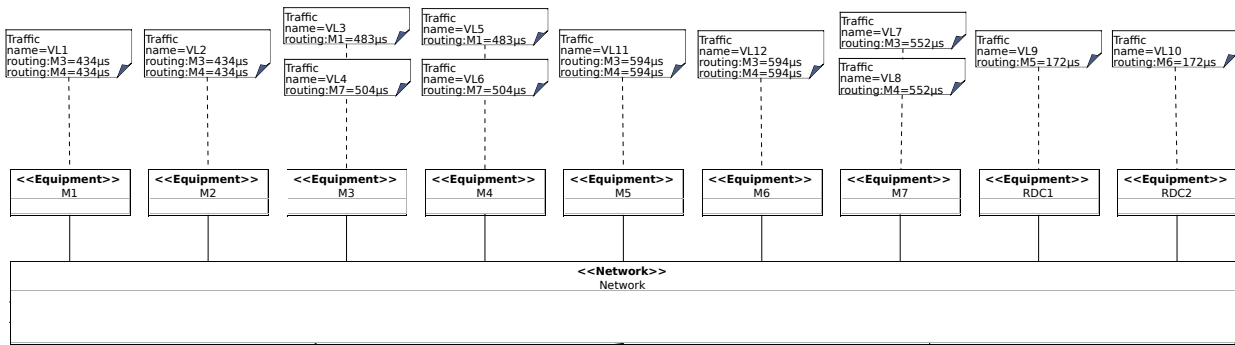 Traffic
name=VL1
routing:M3=434µs
routing:M4=434µs
Traffic
name=VL2
routing:M3=434µs
routing:M4=434µs
Traffic
name=VL3
routing:M1=483µs
Traffic
name=VL4
routing:M7=504µs
Traffic
name=VL5
routing:M1=483µs
Traffic
name=VL6
routing:M7=504µs
Traffic
name=VL11
routing:M3=594µs
routing:M4=594µs
Traffic
name=VL12
routing:M3=594µs
routing:M4=594µs
Traffic
name=VL7
routing:M3=552µs
Traffic
name=VL8
routing:M4=552µs
Traffic
name=VL9
routing:M5=172µs
Traffic
name=VL10
routing:M6=172µs
<<Equipment>>
M1
<<Equipment>>
M2
<<Equipment>>
M3
<<Equipment>>
M4
<<Equipment>>
M5
<<Equipment>>
M6
<<Equipment>>
M7
<<Equipment>>
RDC1
<<Equipment>>
RDC2
<<Network>>
Network